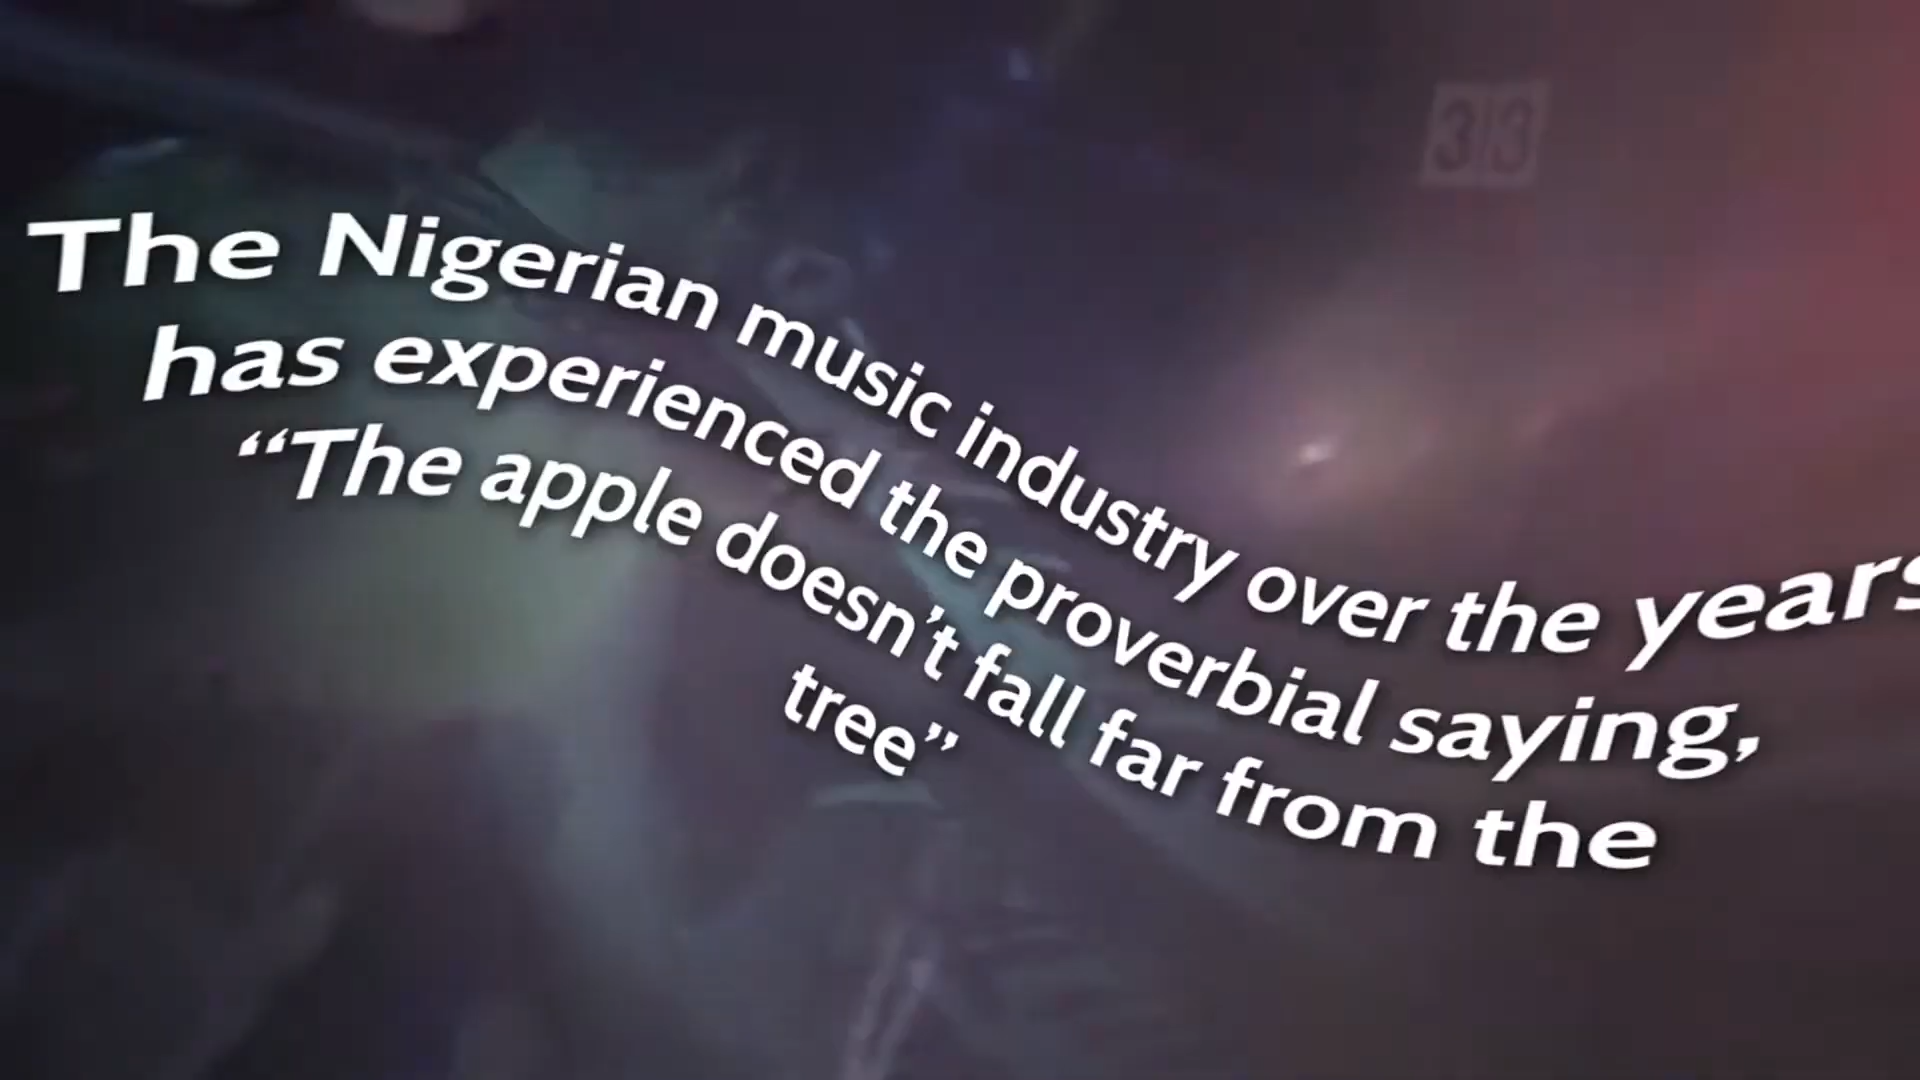 33
The Nigerian music industry over the years
has experienced the proverbial saying,
“The apple doesn’t fall far from the
tree”